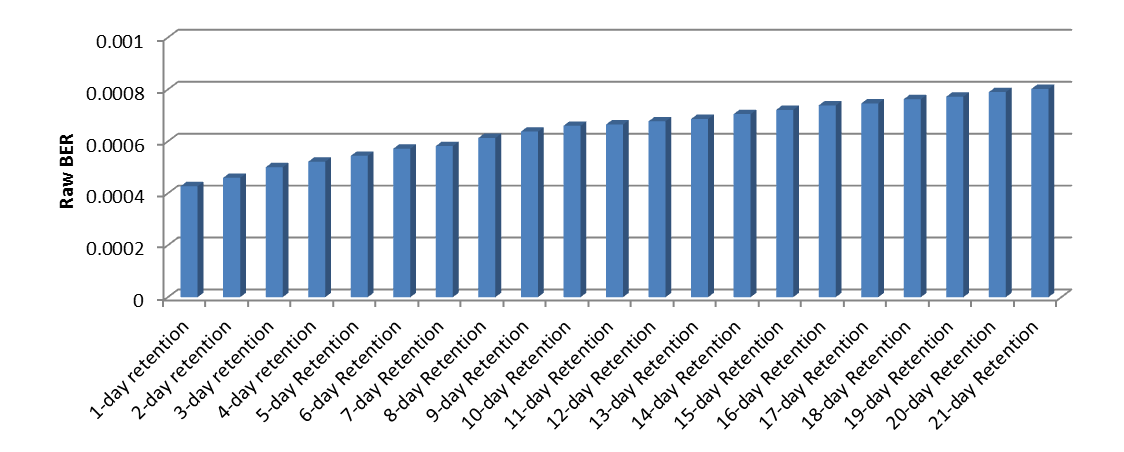 0.001
0.0008
0.0006
0.0004
0.0002
0
Raw BER
1-day retention
2-day retention
3-day retention
4-day retention
5-day Retention
6-day Retention
7-day Retention
8-day Retention
9-day Retention
10-day Retention
11-day Retention
12-day Retention
13-day Retention
14-day Retention
15-day Retention
16-day Retention
17-day Retention
18-day Retention
19-day Retention
20-day Retention
21-day Retention